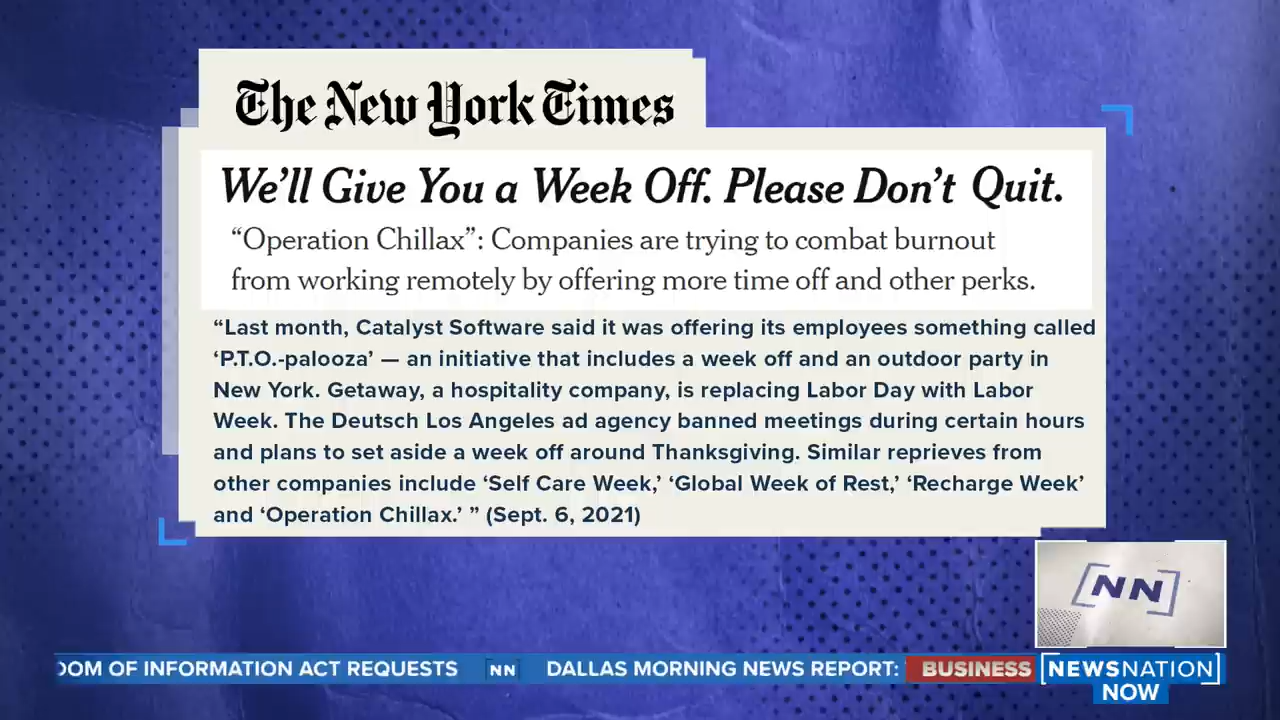 The New York Times
We'll Give You a Week Off. Please Don't Quit.
“Operation Chillax”: Companies are trying to combat burnout
from working remotely by offering more time off and other perks.
“Last month, Catalyst Software said it was offering its employees something called
‘P.T.O.-palooza’ — an initiative that includes a week off and an outdoor party in
New York. Getaway, a hospitality company, is replacing Labor Day with Labor
Week. The Deutsch Los Angeles ad agency banned meetings during certain hours
and plans to set aside a week off around Thanksgiving. Similar reprieves from
other companies include ‘Self Care Week,’ ‘Global Week of Rest,’ ‘Recharge Week’
and ‘Operation Chillax.’ ” (Sept. 6, 2021)
NN
OF INFORMATION ACT REQUESTS NN DALLAS MORNING NEWS REPORT: BUSINESS NEWSNATION
NOW